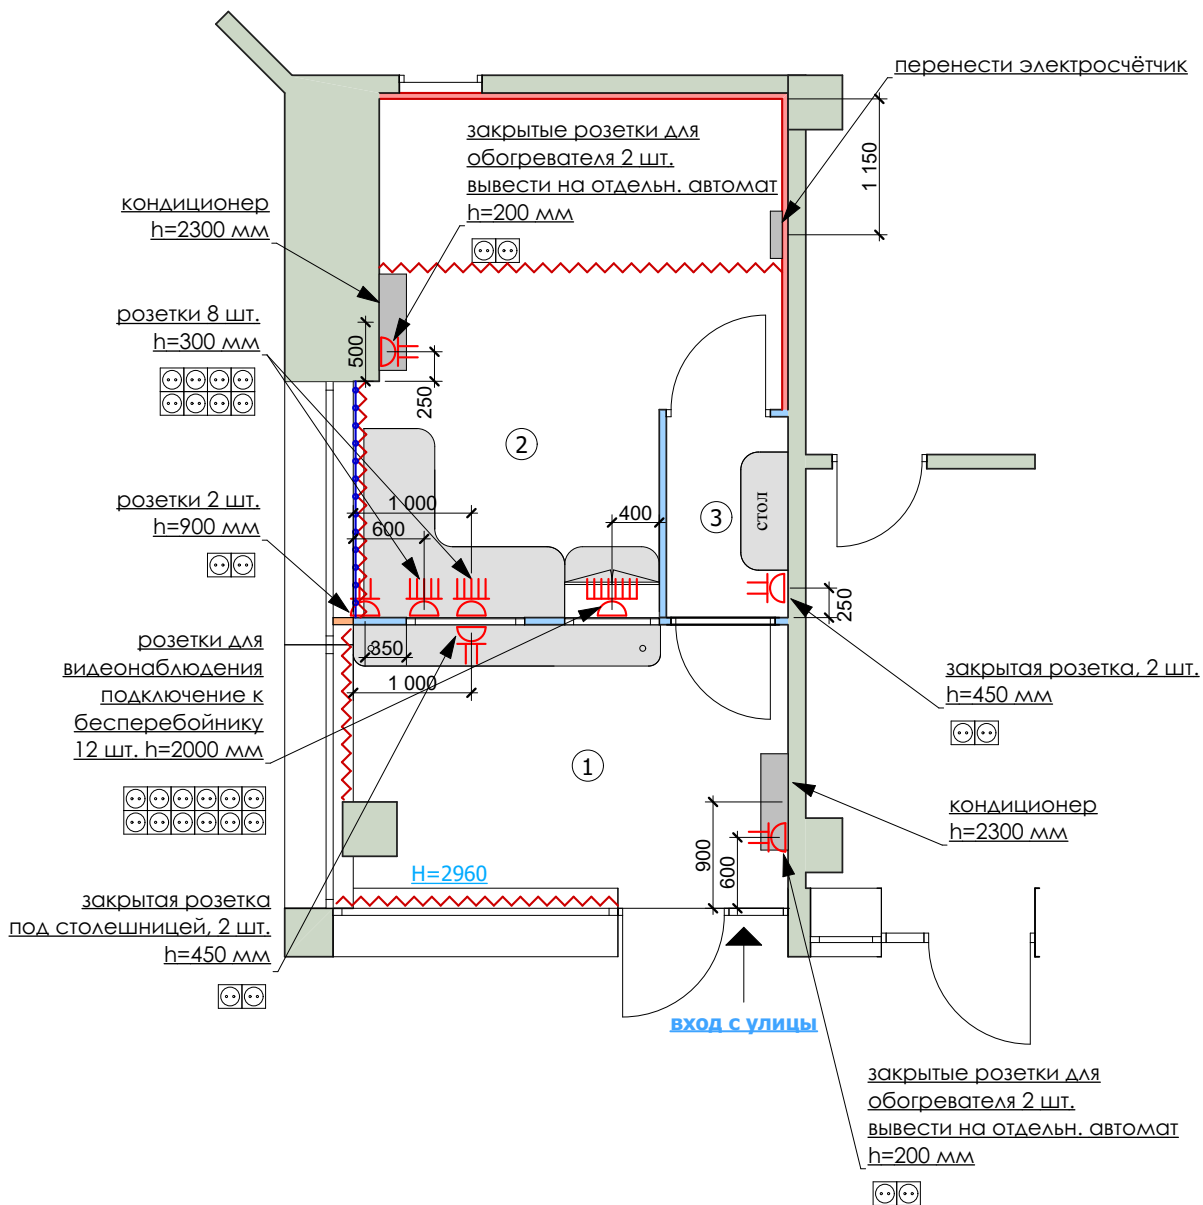 перенести электросчётчик
закрытые розетки для
обогревателя 2 шт.
вывести на отдельн. автомат
h=200 мм
1 150
кондиционер
h=2300 мм
розетки 8 шт.
h=300 мм
500
250
2
1 000
600
400
3
стол
розетки 2 шт.
h=900 мм
250
розетки для
видеонаблюдения
подключение к
бесперебойнику
12 шт. h=2000 мм
350
1 000
закрытая розетка, 2 шт.
h=450 мм
1
кондиционер
h=2300 мм
900
600
H=2960
закрытая розетка
под столешницей, 2 шт.
h=450 мм
вход с улицы
закрытые розетки для
обогревателя 2 шт.
вывести на отдельн. автомат
h=200 мм